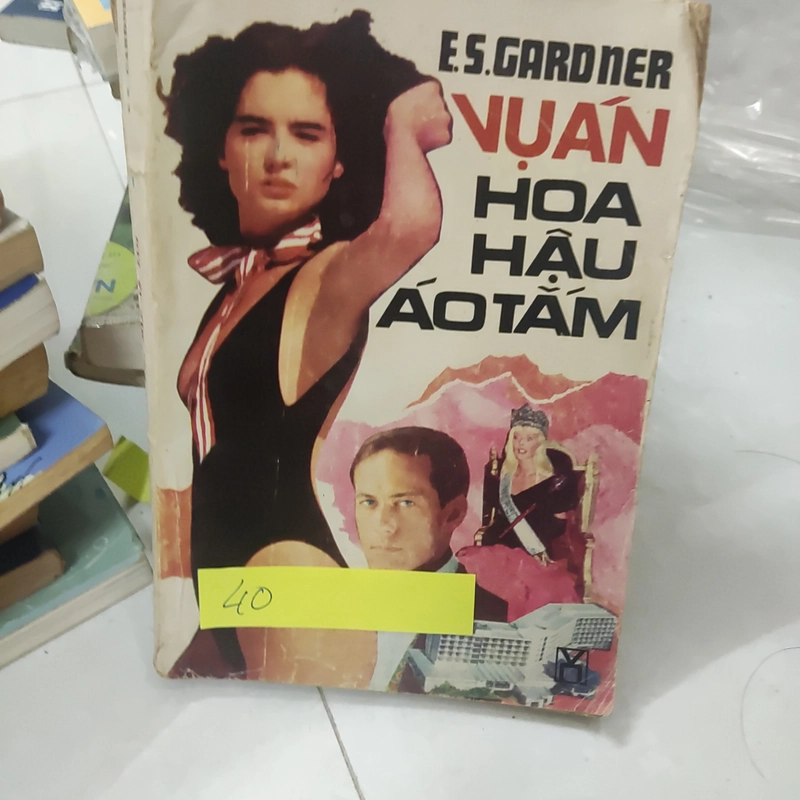 E.S. GARDNER
VỤ ÁN
HOA
HẬU
ÁO TẮM
40